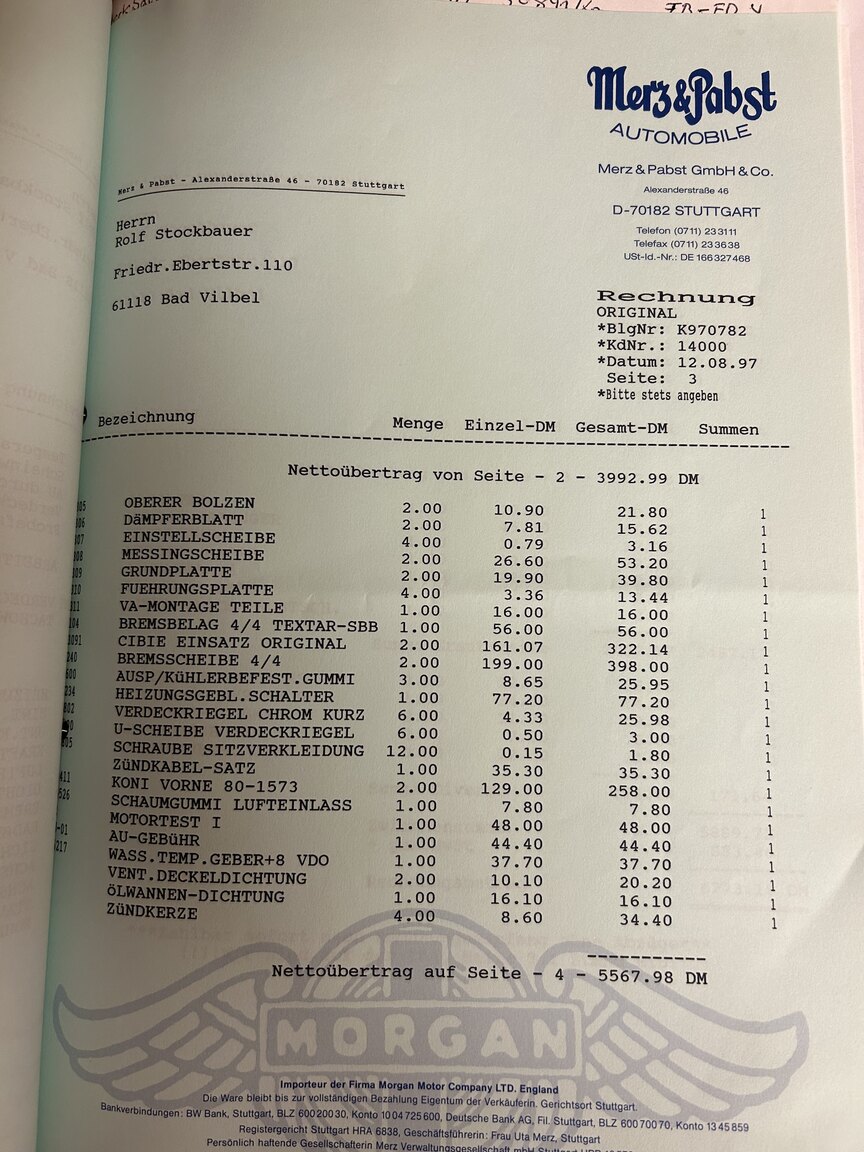 Merz & Pabst
AUTOMOBILE
Merz & Pabst GmbH & Co.
Alexanderstraße 46
D-70182 STUTTGART
Telefon (0711) 233111
Telefax (0711) 233638
USt-Id.-Nr.: DE 166327468
Merz & Pabst - Alexanderstraße 46 - 70182 Stuttgart
Herrn
Rolf Stockbauer
Friedr.Ebertstr.110
61118 Bad Vilbel
Rechnung
ORIGINAL
*BlgNr: K970782
*KdNr.: 14000
*Datum: 12.08.97
Seite: 3
*Bitte stets angeben
Bezeichnung Menge Einzel-DM Gesamt-DM Summen
Nettoübertrag von Seite - 2 - 3992.99 DM
OBERER BOLZEN 2.00 10.90 21.80 1
DäMPFERBLATT 2.00 7.81 15.62 1
EINSTELLSCHEIBE 4.00 0.79 3.16 1
MESSINGSCHEIBE 2.00 26.60 53.20 1
GRUNDPLATTE 2.00 19.90 39.80 1
FUEHRUNGSPLATTE 4.00 3.36 13.44 1
VA-MONTAGE TEILE 1.00 16.00 16.00 1
BREMSBELAG 4/4 TEXTAR-SBB 1.00 56.00 56.00 1
CIBIE EINSATZ ORIGINAL 2.00 161.07 322.14 1
BREMSSCHEIBE 4/4 2.00 199.00 398.00 1
AUSP/KüHLERBEFEST.GUMMI 3.00 8.65 25.95 1
HEIZUNGSGEBL.SCHALTER 1.00 77.20 77.20 1
VERDECKRIEGEL CHROM KURZ 6.00 4.33 25.98 1
U-SCHEIBE VERDECKRIEGEL 6.00 0.50 3.00 1
SCHRAUBE SITZVERKLEIDUNG 12.00 0.15 1.80 1
ZüNDKABEL-SATZ 1.00 35.30 35.30 1
KONI VORNE 80-1573 2.00 129.00 258.00 1
SCHAUMGUMMI LUFTEINLASS 1.00 7.80 7.80 1
MOTORTEST I 1.00 48.00 48.00 1
AU-GEBüHR 1.00 44.40 44.40 1
WASS.TEMP.GEBER+8 VDO 1.00 37.70 37.70 1
VENT.DECKELDICHTUNG 2.00 10.10 20.20 1
ÖLWANNEN-DICHTUNG 1.00 16.10 16.10 1
ZüNDKERZE 4.00 8.60 34.40 1
Nettoübertrag auf Seite - 4 - 5567.98 DM
MORGAN
Importeur der Firma Morgan Motor Company LTD. England
Die Ware bleibt bis zur vollständigen Bezahlung Eigentum der Verkäuferin. Gerichtsort Stuttgart.
Bankverbindungen: BW Bank, Stuttgart, BLZ 60020030, Konto 1004725600, Deutsche Bank AG, Fil. Stuttgart, BLZ 60070070, Konto 1345859
Registergericht Stuttgart HRA 6838, Geschäftsführerin: Frau Uta Merz, Stuttgart
Persönlich haftende Gesellschafterin Merz Verwaltungsgesellschaft mbH Stuttgart